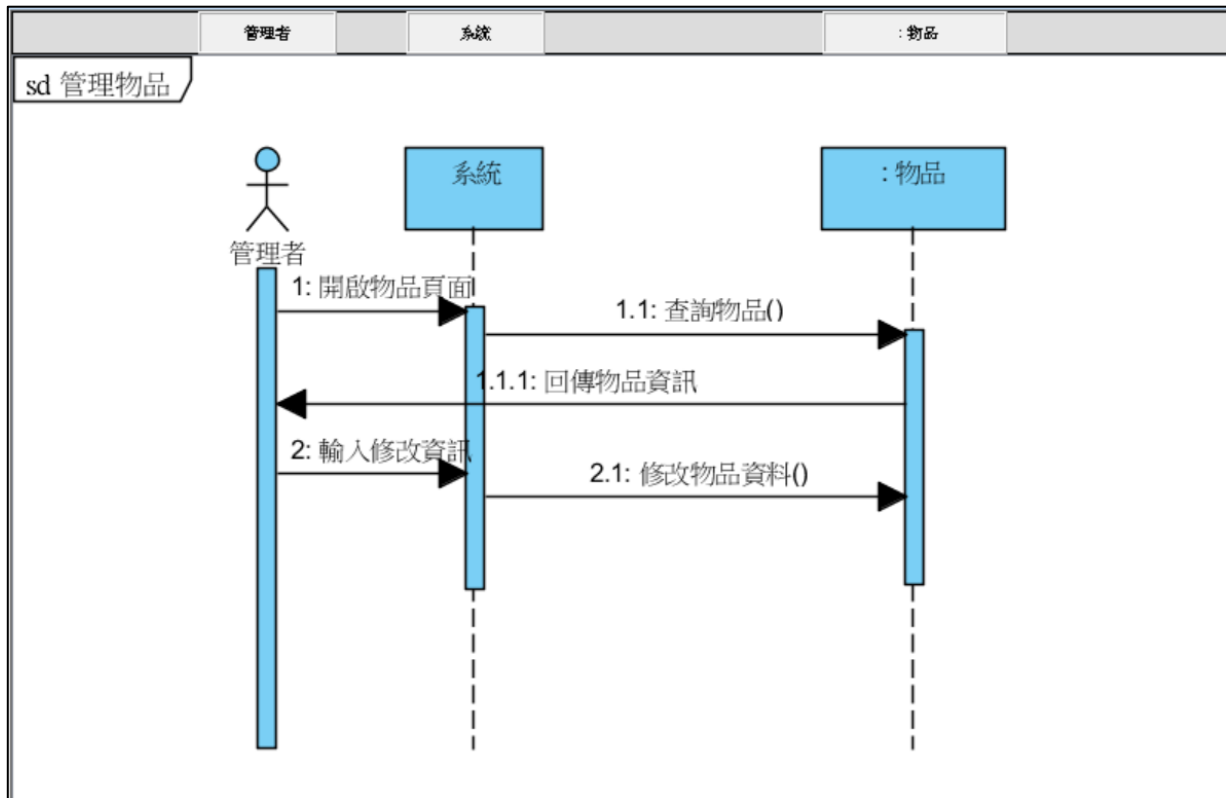 管理者
系統
: 物品
sd 管理物品
系統
: 物品
管理者
1: 開啟物品頁面
1.1: 查詢物品()
1.1.1: 回傳物品資訊
2: 輸入修改資訊
2.1: 修改物品資料()